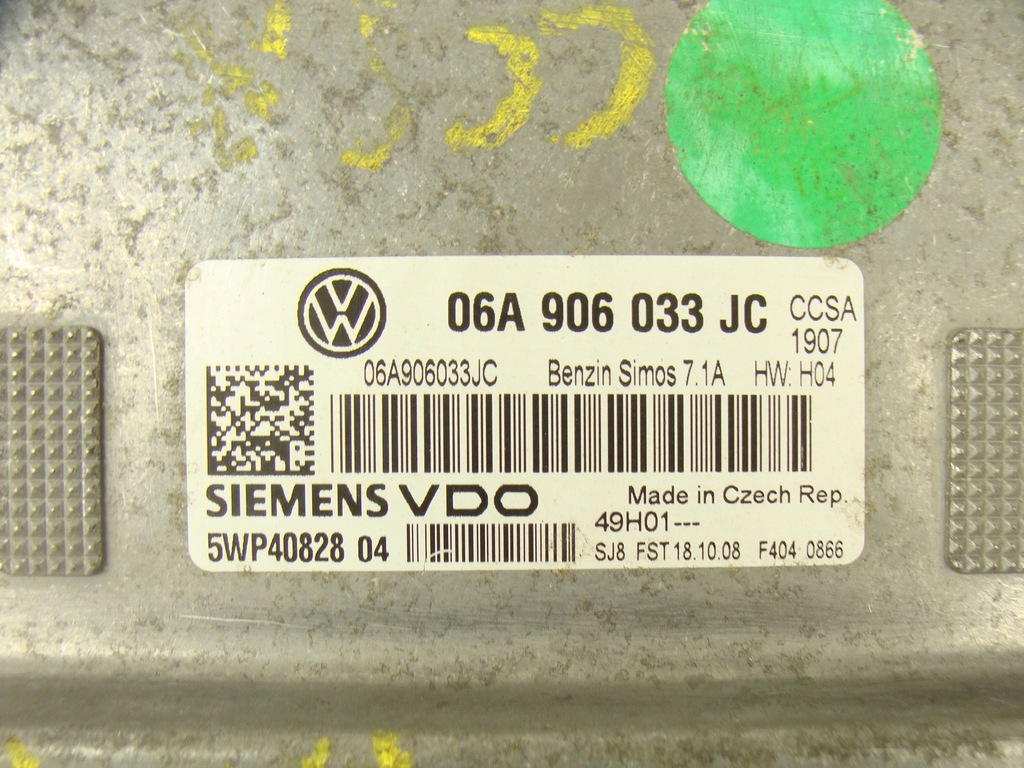 06A 906 033 JC CCSA
1907
06A906033JC Benzin Simos 7.1A HW: H04
SIEMENS VDO Made in Czech Rep.
49H01---
5WP40828 04 SJ8 FST 18.10.08 F404 0866